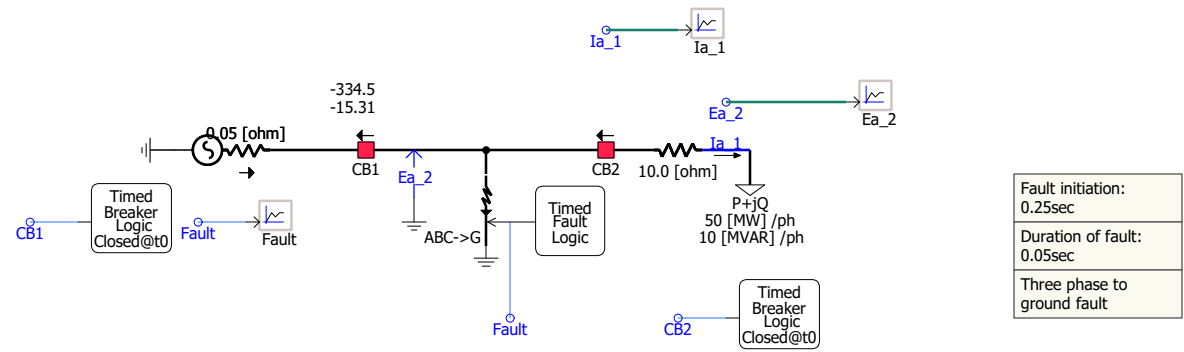 Ia_1
Ia_1
-334.5
-15.31
Ea_2
Ea_2
0.05 [ohm]
Ia_1
CB1
CB2
10.0 [ohm]
Ea_2
P+jQ
50 [MW] /ph
10 [MVAR] /ph
Timed
Breaker
Logic
Closed@t0
CB1
Fault
Fault
ABC->G
Timed
Fault
Logic
Fault
CB2
Timed
Breaker
Logic
Closed@t0
Fault initiation:
0.25sec
Duration of fault:
0.05sec
Three phase to
ground fault